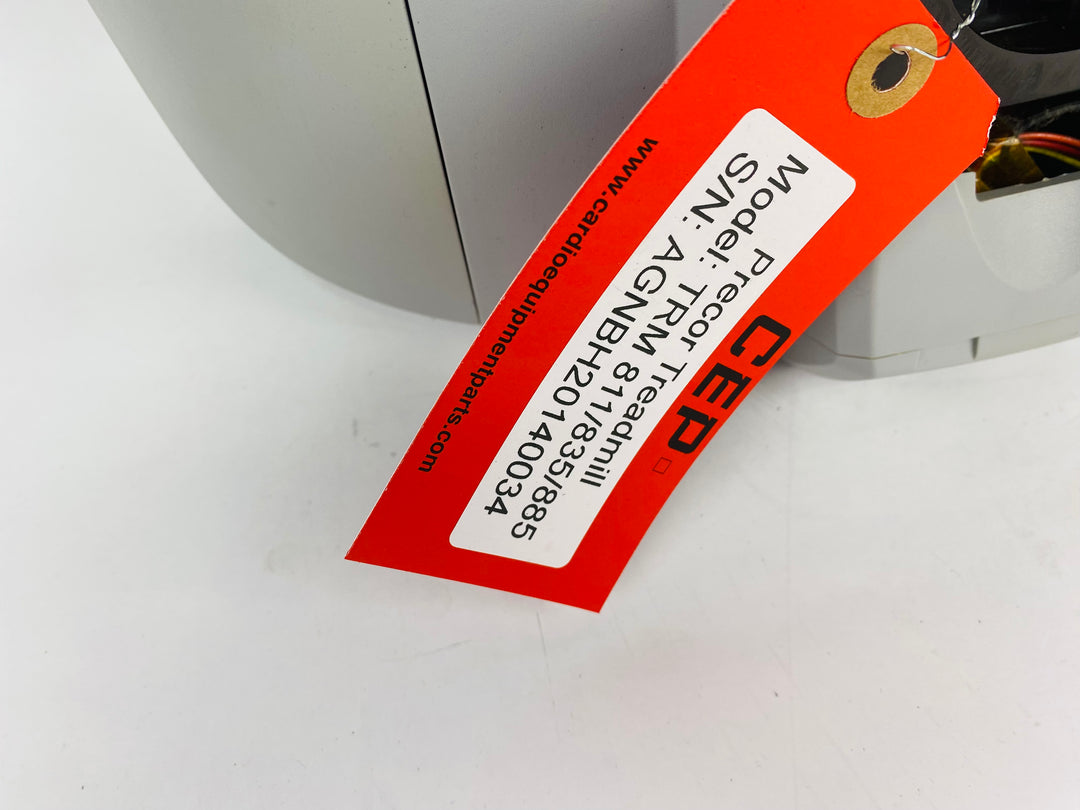 CEP
Precor Treadmill
Model: TRM 811/835/885
S/N: AGNBH20140034
www.cardioequipmentparts.com